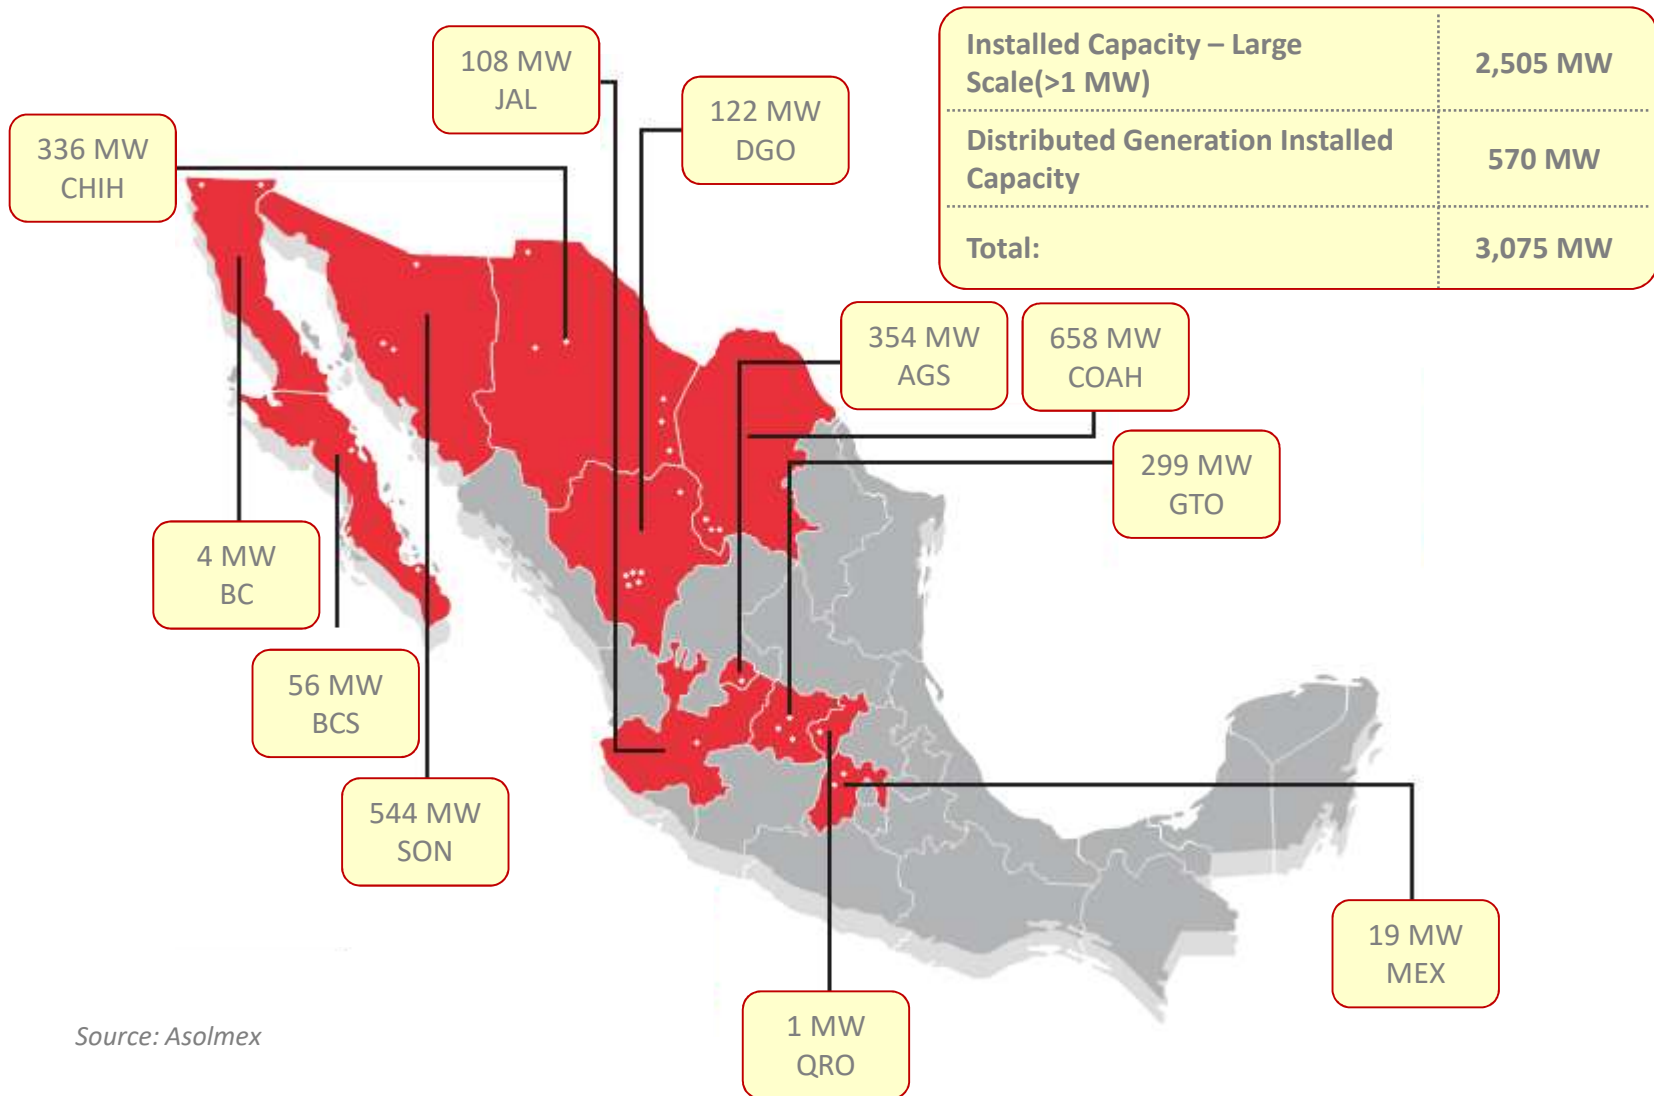 108 MW
JAL
122 MW
DGO
336 MW
CHIH
Installed Capacity – Large
Scale(>1 MW)
2,505 MW
Distributed Generation Installed
Capacity
570 MW
Total:
3,075 MW
354 MW
AGS
658 MW
COAH
299 MW
GTO
4 MW
BC
56 MW
BCS
544 MW
SON
19 MW
MEX
1 MW
QRO
Source: Asolmex